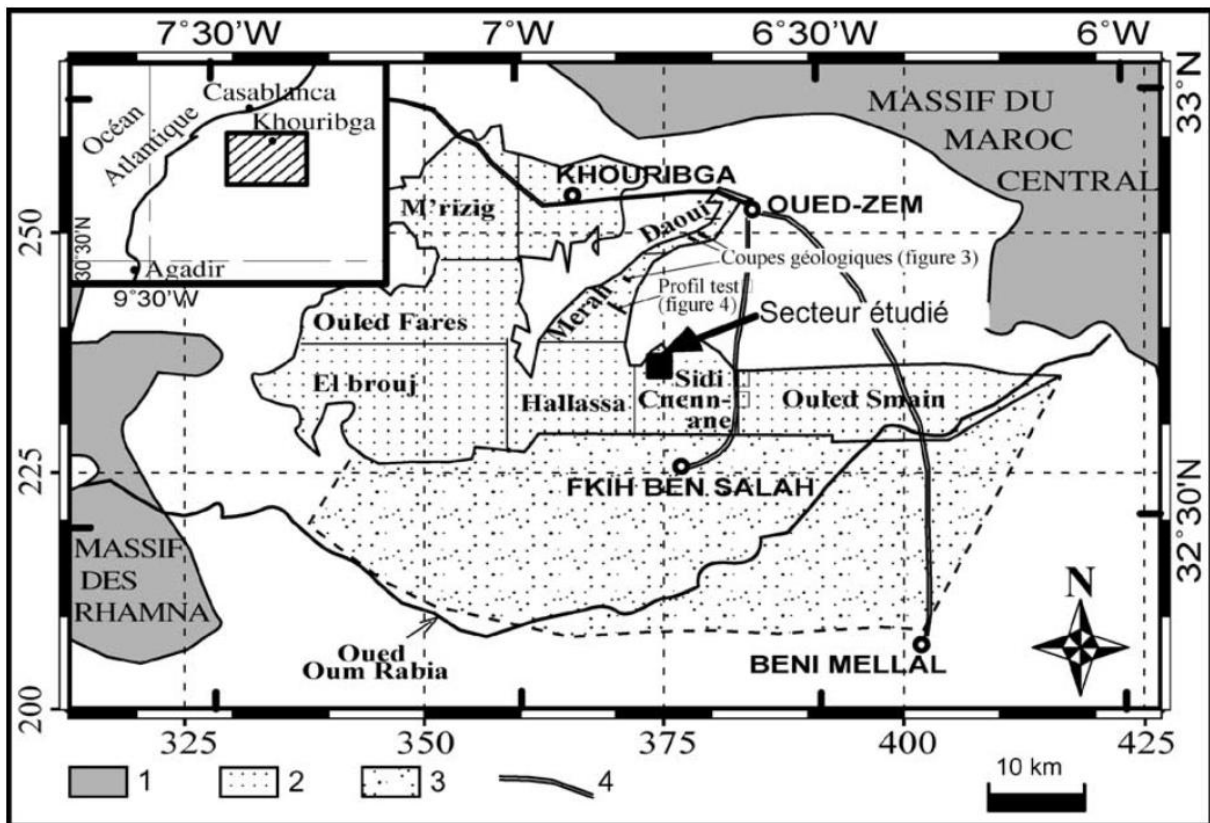 7°30'W 7°W 6°30'W 6°W
33°N
32°30'N
Océan
Atlantique
Casablanca
Khouribga
Agadir
30°30'N
9°30'W
MASSIF DU
MAROC
CENTRAL
KHOURIBGA
OUED-ZEM
M'rizig
Daoui
Coupes géologiques (figure 3)
Merah
Profil test
(figure 4)
Secteur étudié
Ouled Fares
El brouj
Hallassa
Sidi
Chenn-
ane
Ouled Smain
FKIH BEN SALAH
MASSIF
DES
RHAMNA
Oued
Oum Rabia
BENI MELLAL
N
250
225
200
325 350 375 400 425
1 2 3 4
10 km